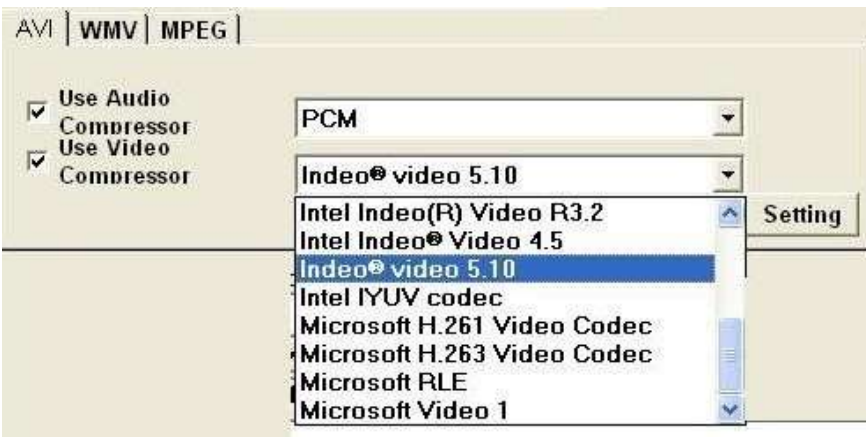 AVI WMV MPEG
Use Audio
Compressor
PCM
Use Video
Compressor
Indeo® video 5.10
Intel Indeo(R) Video R3.2
Intel Indeo® Video 4.5
Indeo® video 5.10
Intel IYUV codec
Microsoft H.261 Video Codec
Microsoft H.263 Video Codec
Microsoft RLE
Microsoft Video 1
Setting